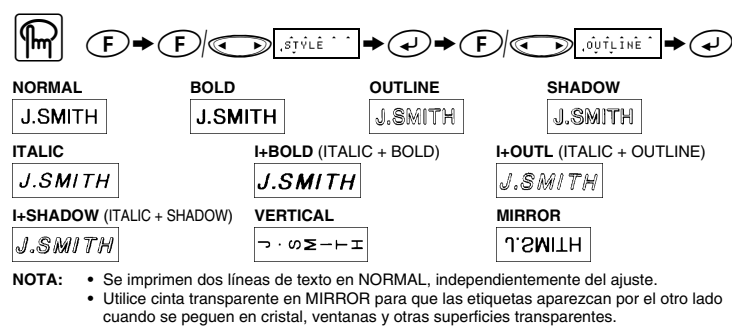 F F STYLE F OUTLINE
NORMAL BOLD OUTLINE SHADOW
J.SMITH J.SMITH J.SMITH J.SMITH
ITALIC I+BOLD (ITALIC + BOLD) I+OUTL (ITALIC + OUTLINE)
J.SMITH J.SMITH J.SMITH
I+SHADOW (ITALIC + SHADOW) VERTICAL MIRROR
J.SMITH J.SMITH J.SMITH
NOTA: • Se imprimen dos líneas de texto en NORMAL, independientemente del ajuste.
• Utilice cinta transparente en MIRROR para que las etiquetas aparezcan por el otro lado
cuando se peguen en cristal, ventanas y otras superficies transparentes.